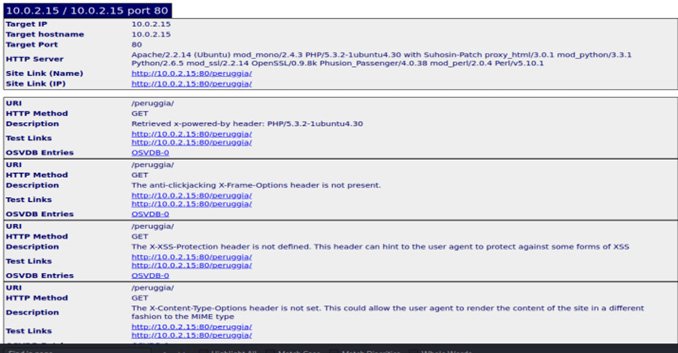 10.0.2.15 / 10.0.2.15 port 80
Target IP 10.0.2.15
Target hostname 10.0.2.15
Target Port 80
HTTP Server Apache/2.2.14 (Ubuntu) mod_mono/2.4.3 PHP/5.3.2-1ubuntu4.30 with Suhosin-Patch proxy_html/3.0.1 mod_python/3.3.1
Python/2.6.5 mod_ssl/2.2.14 OpenSSL/0.9.8k Phusion_Passenger/4.0.38 mod_perl/2.0.4 Perl/v5.10.1
Site Link (Name) http://10.0.2.15:80/peruggia/
Site Link (IP) http://10.0.2.15:80/peruggia/
URI /peruggia/
HTTP Method GET
Description Retrieved x-powered-by header: PHP/5.3.2-1ubuntu4.30
Test Links http://10.0.2.15:80/peruggia/
http://10.0.2.15:80/peruggia/
OSVDB Entries OSVDB-0
URI /peruggia/
HTTP Method GET
Description The anti-clickjacking X-Frame-Options header is not present.
Test Links http://10.0.2.15:80/peruggia/
http://10.0.2.15:80/peruggia/
OSVDB Entries OSVDB-0
URI /peruggia/
HTTP Method GET
Description The X-XSS-Protection header is not defined. This header can hint to the user agent to protect against some forms of XSS
Test Links http://10.0.2.15:80/peruggia/
http://10.0.2.15:80/peruggia/
OSVDB Entries OSVDB-0
URI /peruggia/
HTTP Method GET
Description The X-Content-Type-Options header is not set. This could allow the user agent to render the content of the site in a different
fashion to the MIME type
Test Links http://10.0.2.15:80/peruggia/
http://10.0.2.15:80/peruggia/